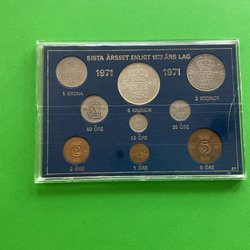 SISTA ÅRSSET ENLIGT 1873 ÅRS LAG
1971 1971
1 KRONA
5 KRONOR
2 KRONOR
50 ÖRE
10 ÖRE
25 ÖRE
2 ÖRE
1 ÖRE
5 ÖRE